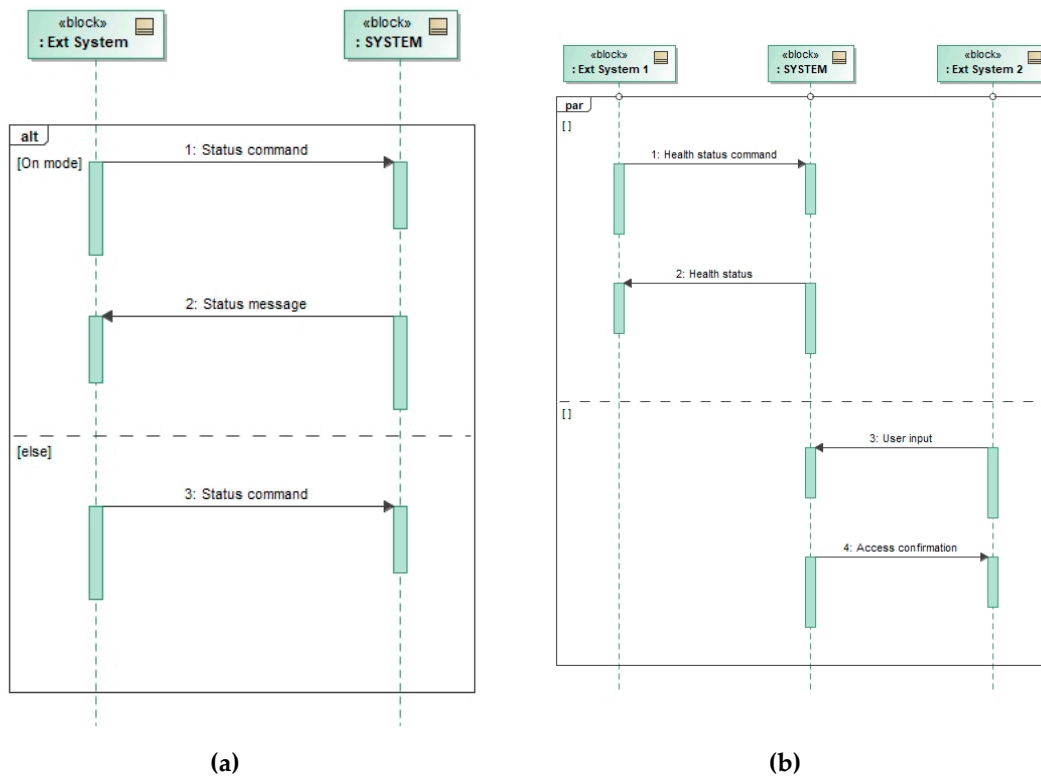 «block»
: Ext System
«block»
: SYSTEM
alt
[On mode]
1: Status command
2: Status message
[else]
3: Status command
(a)
«block»
: Ext System 1
«block»
: SYSTEM
«block»
: Ext System 2
par
[ ]
1: Health status command
2: Health status
[ ]
3: User input
4: Access confirmation
(b)